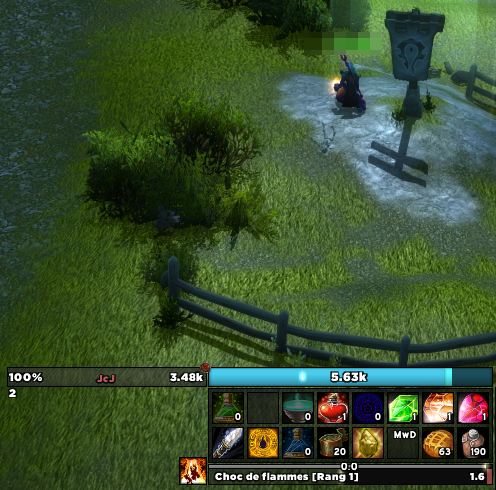 100% JcJ 3.48k 5.63k
2
0 0 1 0 1 1 1
0 20 MwD 63 190
0:0
Choc de flammes [Rang 1] 1.6